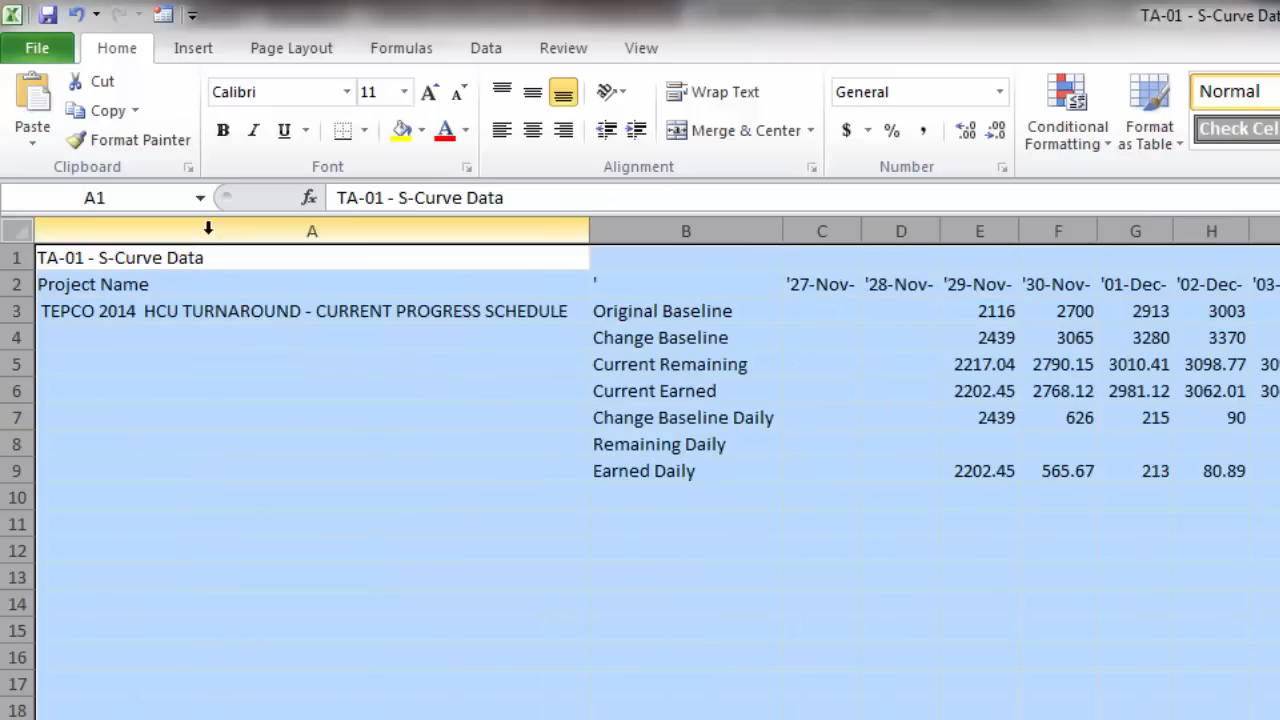 TA-01 - S-Curve Dat
File Home Insert Page Layout Formulas Data Review View
Paste
Cut
Copy
Format Painter
Clipboard
Calibri 11
B I U
Font
Wrap Text
Merge & Center
Alignment
General
$ % ,
Number
Conditional Formatting
Format as Table
Normal
Check Cel
A1 fx TA-01 - S-Curve Data
A B C D E F G H
1 TA-01 - S-Curve Data
2 Project Name ' '27-Nov- '28-Nov- '29-Nov- '30-Nov- '01-Dec- '02-Dec- '03-
3 TEPCO 2014 HCU TURNAROUND - CURRENT PROGRESS SCHEDULE Original Baseline 2116 2700 2913 3003
4 Change Baseline 2439 3065 3280 3370
5 Current Remaining 2217.04 2790.15 3010.41 3098.77 30
6 Current Earned 2202.45 2768.12 2981.12 3062.01 30
7 Change Baseline Daily 2439 626 215 90
8 Remaining Daily
9 Earned Daily 2202.45 565.67 213 80.89
10
11
12
13
14
15
16
17
18